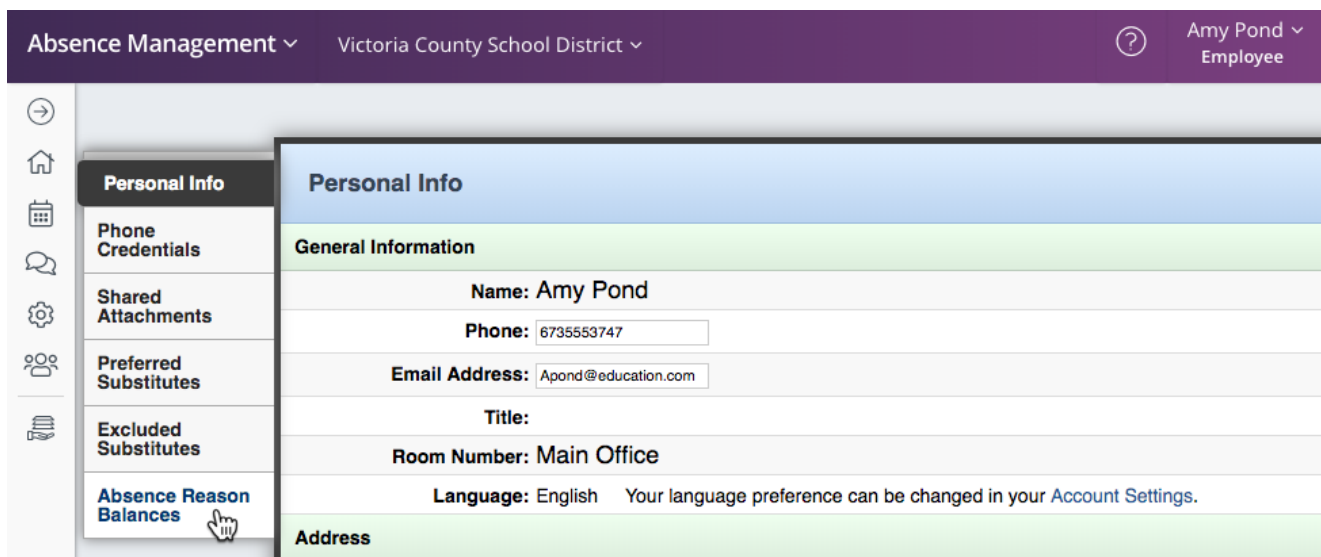 Absence Management
Victoria County School District
?
Amy Pond
Employee
Personal Info
Phone
Credentials
Shared
Attachments
Preferred
Substitutes
Excluded
Substitutes
Absence Reason
Balances
Personal Info
General Information
Name: Amy Pond
Phone: 6735553747
Email Address: Apond@education.com
Title:
Room Number: Main Office
Language: English Your language preference can be changed in your Account Settings.
Address